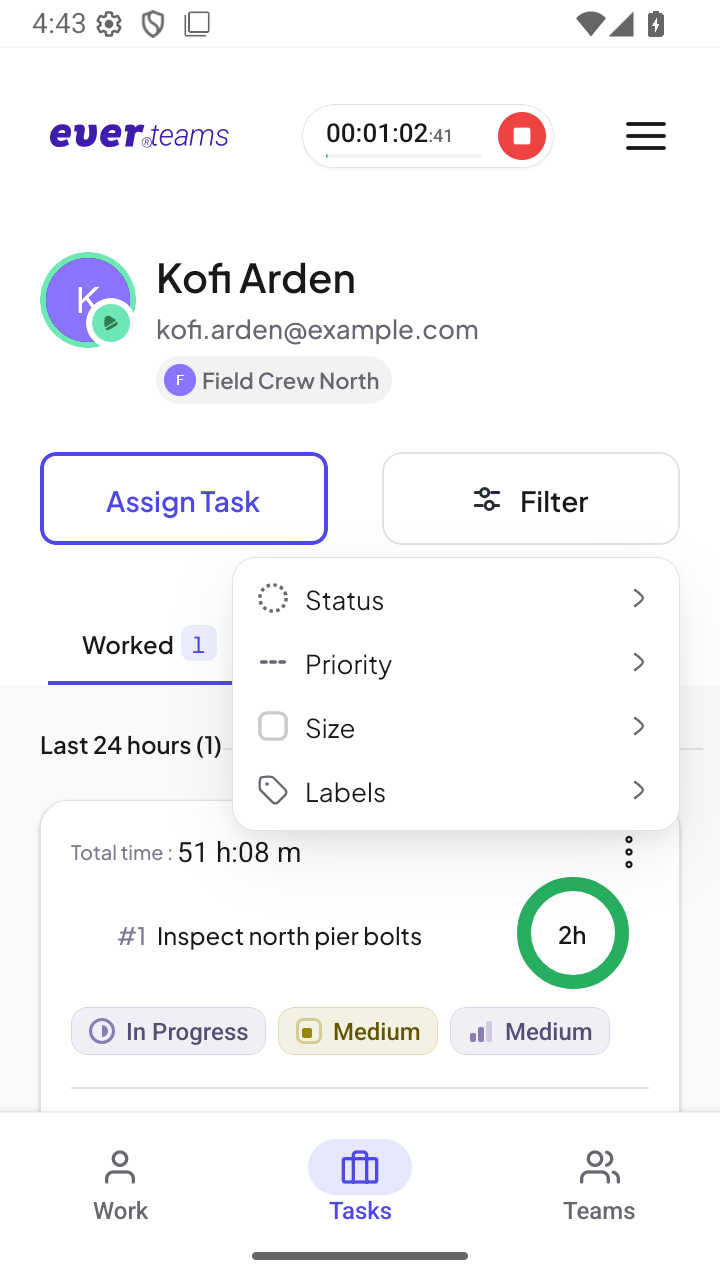 4:43
ever® teams
00:01:02:41
K
Kofi Arden
kofi.arden@example.com
F Field Crew North
Assign Task
Filter
Status
Priority
Size
Labels
Worked 1
Last 24 hours (1)
Total time : 51 h:08 m
#1 Inspect north pier bolts
2h
In Progress
Medium
Medium
Work
Tasks
Teams